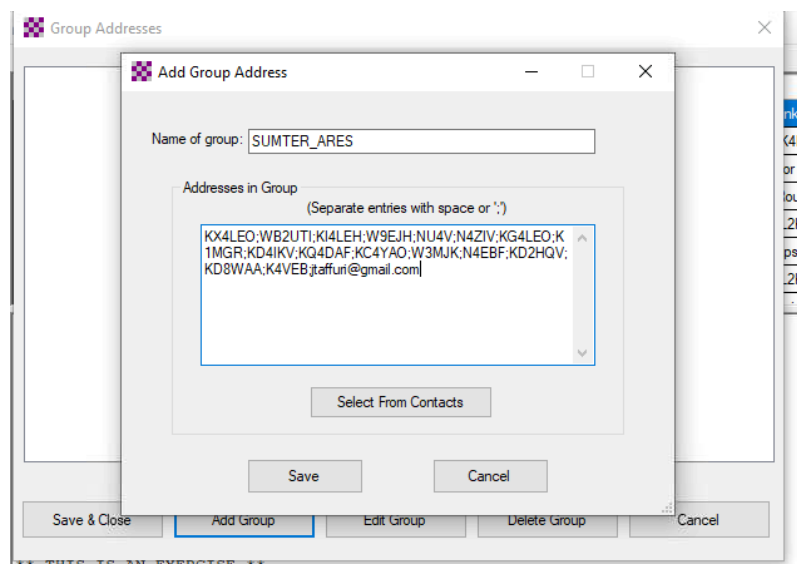 Group Addresses
Add Group Address
Name of group: SUMTER_ARES
Addresses in Group
(Separate entries with space or ';')
KX4LEO;WB2UTI;KI4LEH;W9EJH;NU4V;N4ZIV;KG4LEO;K
1MGR;KD4IKV;KQ4DAF;KC4YAO;W3MJK;N4EBF;KD2HQV;
KD8WAA;K4VEB;jtaffuri@gmail.com
Select From Contacts
Save Cancel
Save & Close Add Group Edit Group Delete Group Cancel
** THIS IS AN EXERCISE **